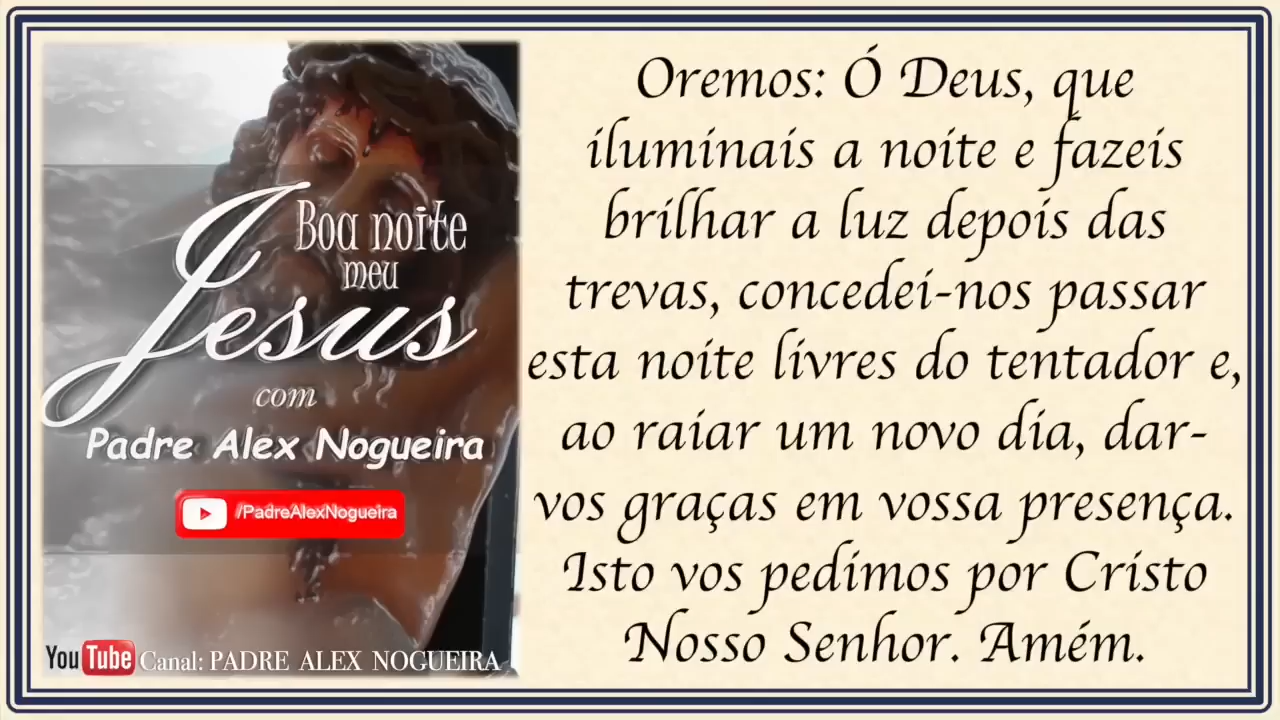 Boa noite
meu
Jesus
com
Padre Alex Nogueira
/PadreAlexNogueira
YouTube Canal: PADRE ALEX NOGUEIRA
Oremos: Ó Deus, que
iluminais a noite e fazeis
brilhar a luz depois das
trevas, concedei-nos passar
esta noite livres do tentador e,
ao raiar um novo dia, dar-
vos graças em vossa presença.
Isto vos pedimos por Cristo
Nosso Senhor. Amém.